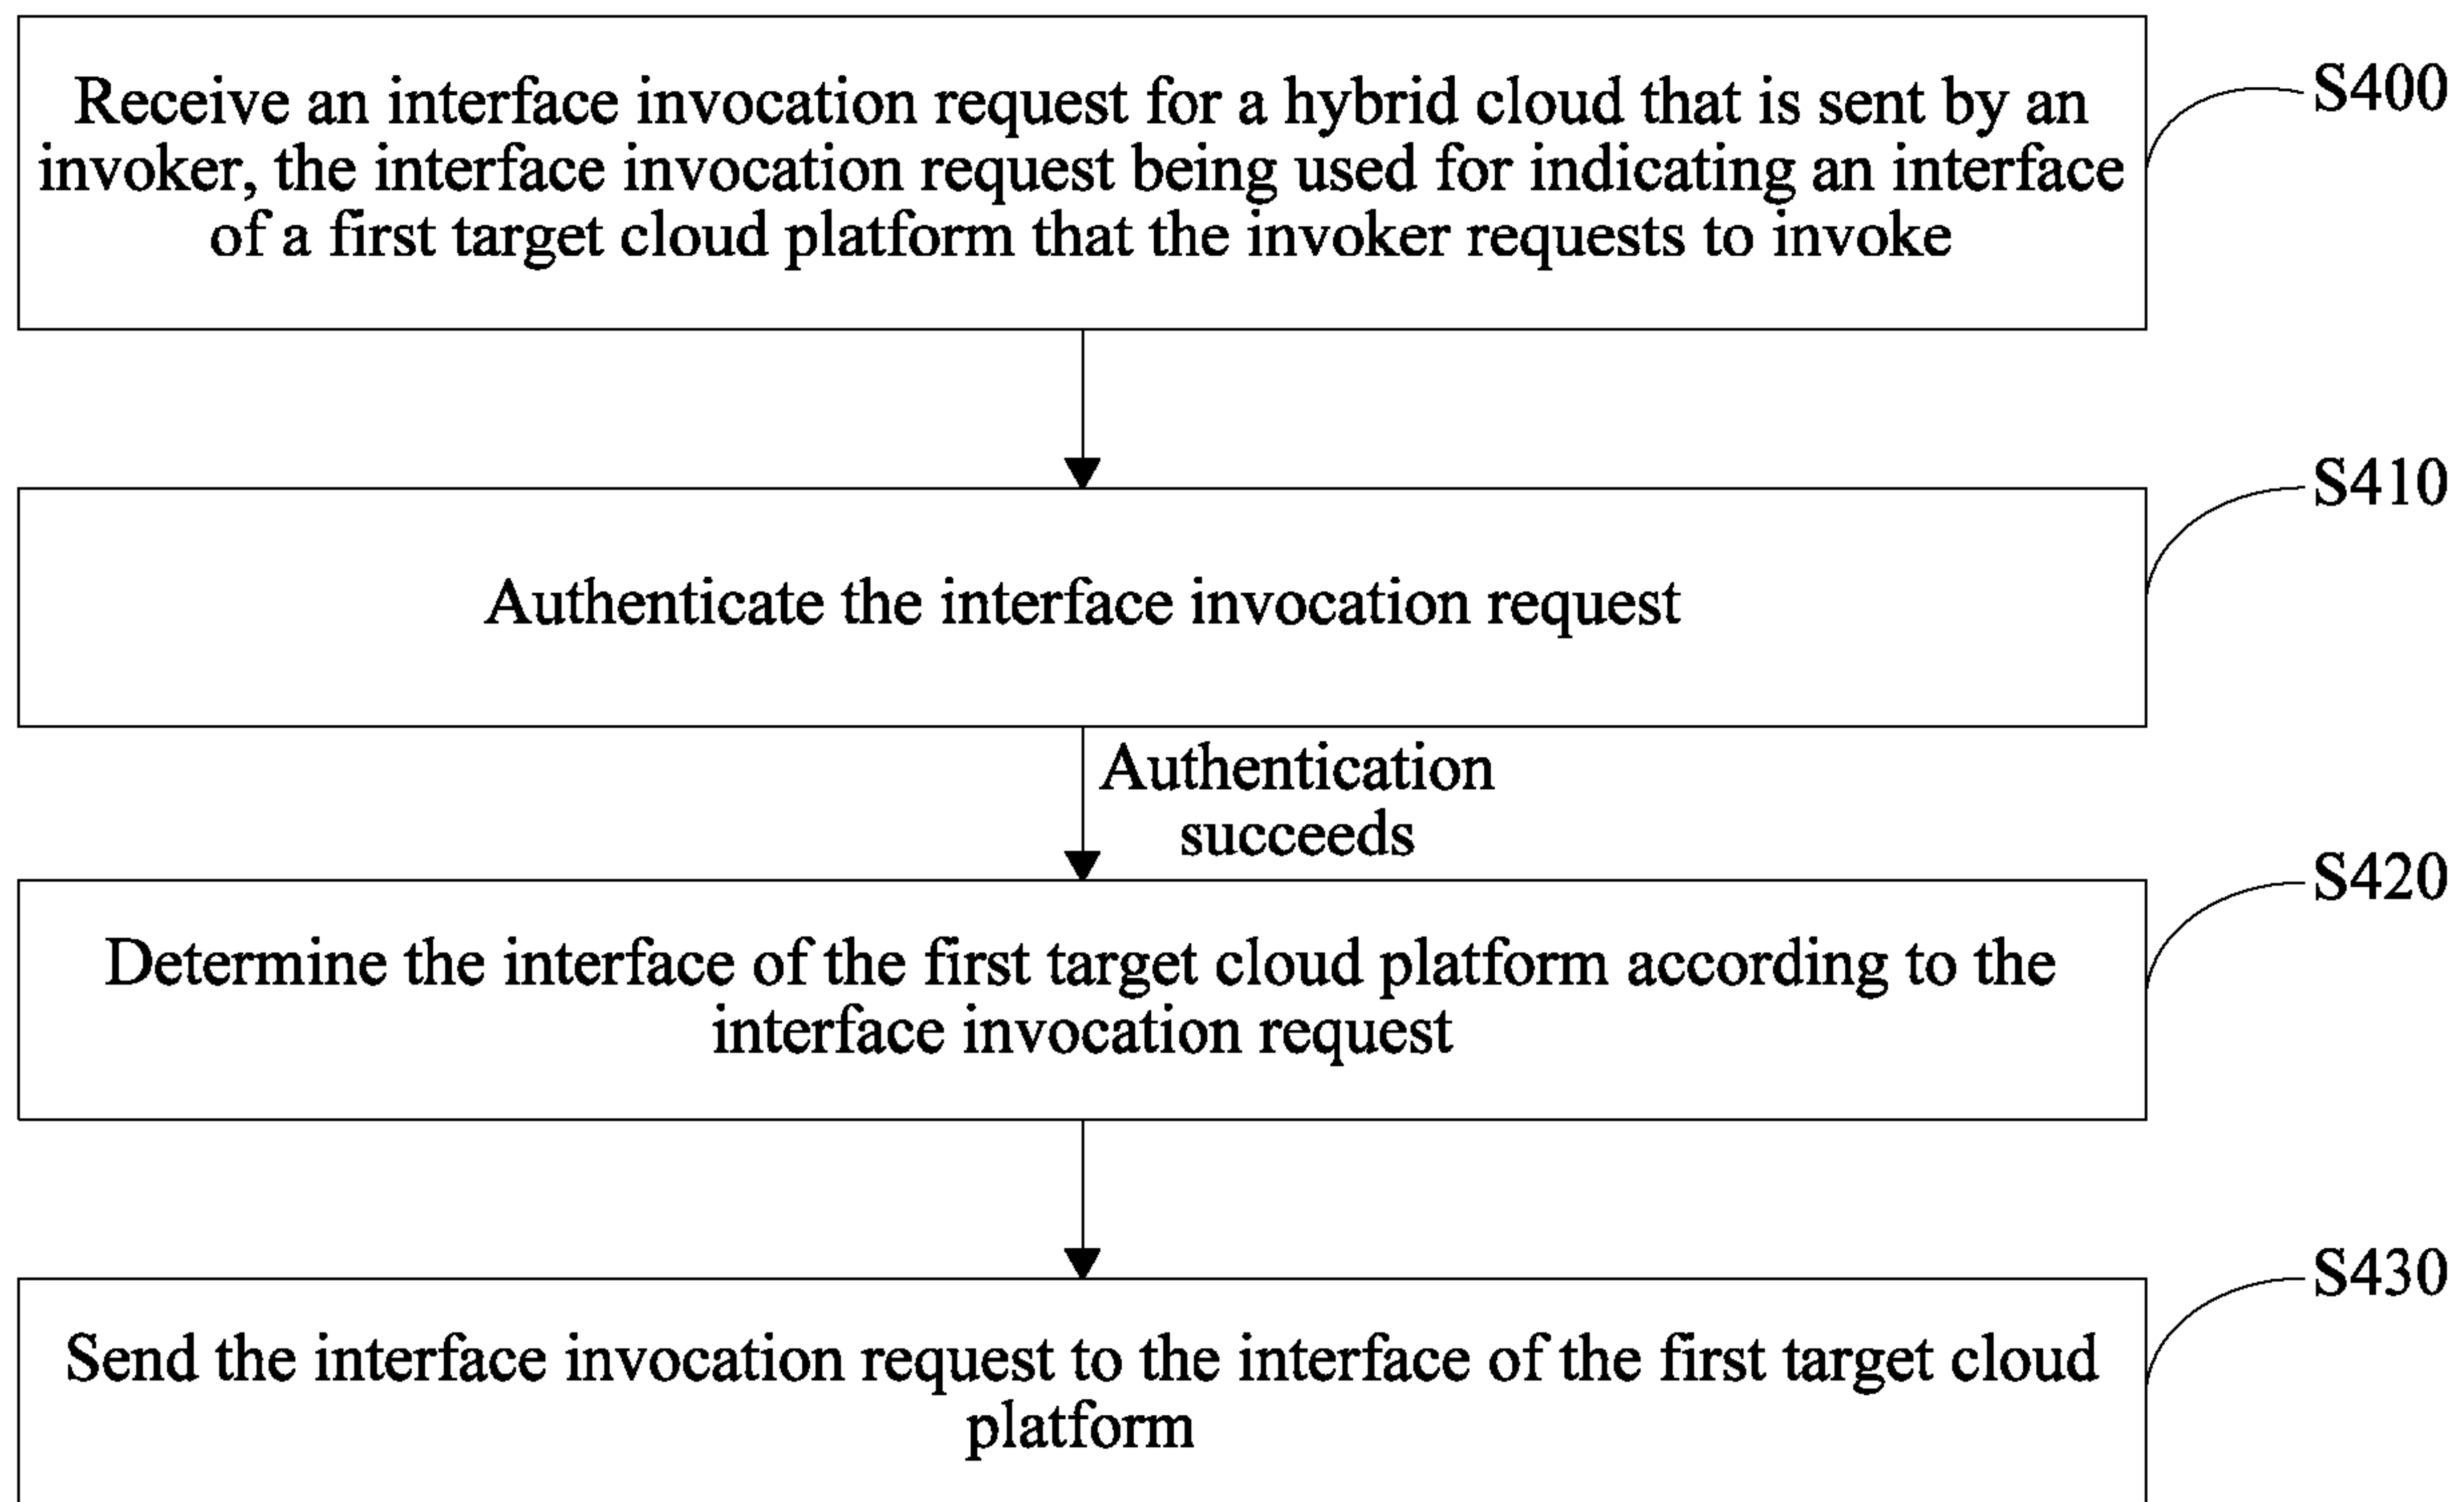 Receive an interface invocation request for a hybrid cloud that is sent by an
invoker, the interface invocation request being used for indicating an interface
of a first target cloud platform that the invoker requests to invoke
S400
Authenticate the interface invocation request
S410
Authentication
succeeds
Determine the interface of the first target cloud platform according to the
interface invocation request
S420
Send the interface invocation request to the interface of the first target cloud
platform
S430